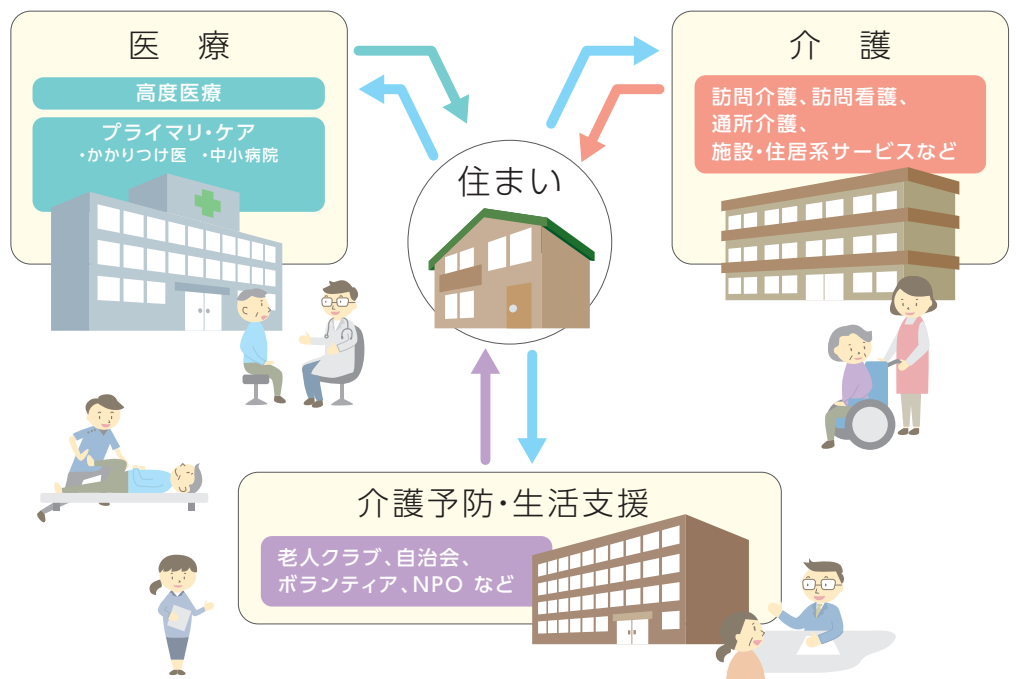 医　療
高度医療
プライマリ・ケア
・かかりつけ医　・中小病院
住まい
介　護
訪問介護、訪問看護、
通所介護、
施設・住居系サービスなど
介護予防・生活支援
老人クラブ、自治会、
ボランティア、NPO など